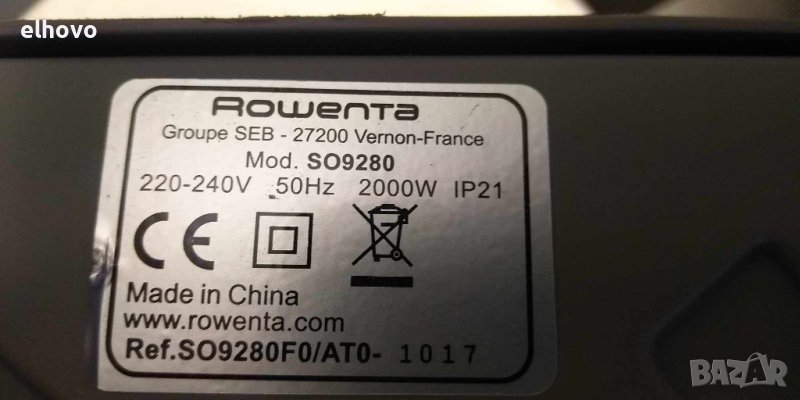 elhovo
Rowenta
Groupe SEB - 27200 Vernon-France
Mod. SO9280
220-240V 50Hz 2000W IP21
CE
Made in China
www.rowenta.com
Ref.SO9280F0/AT0- 1017
BAZAR